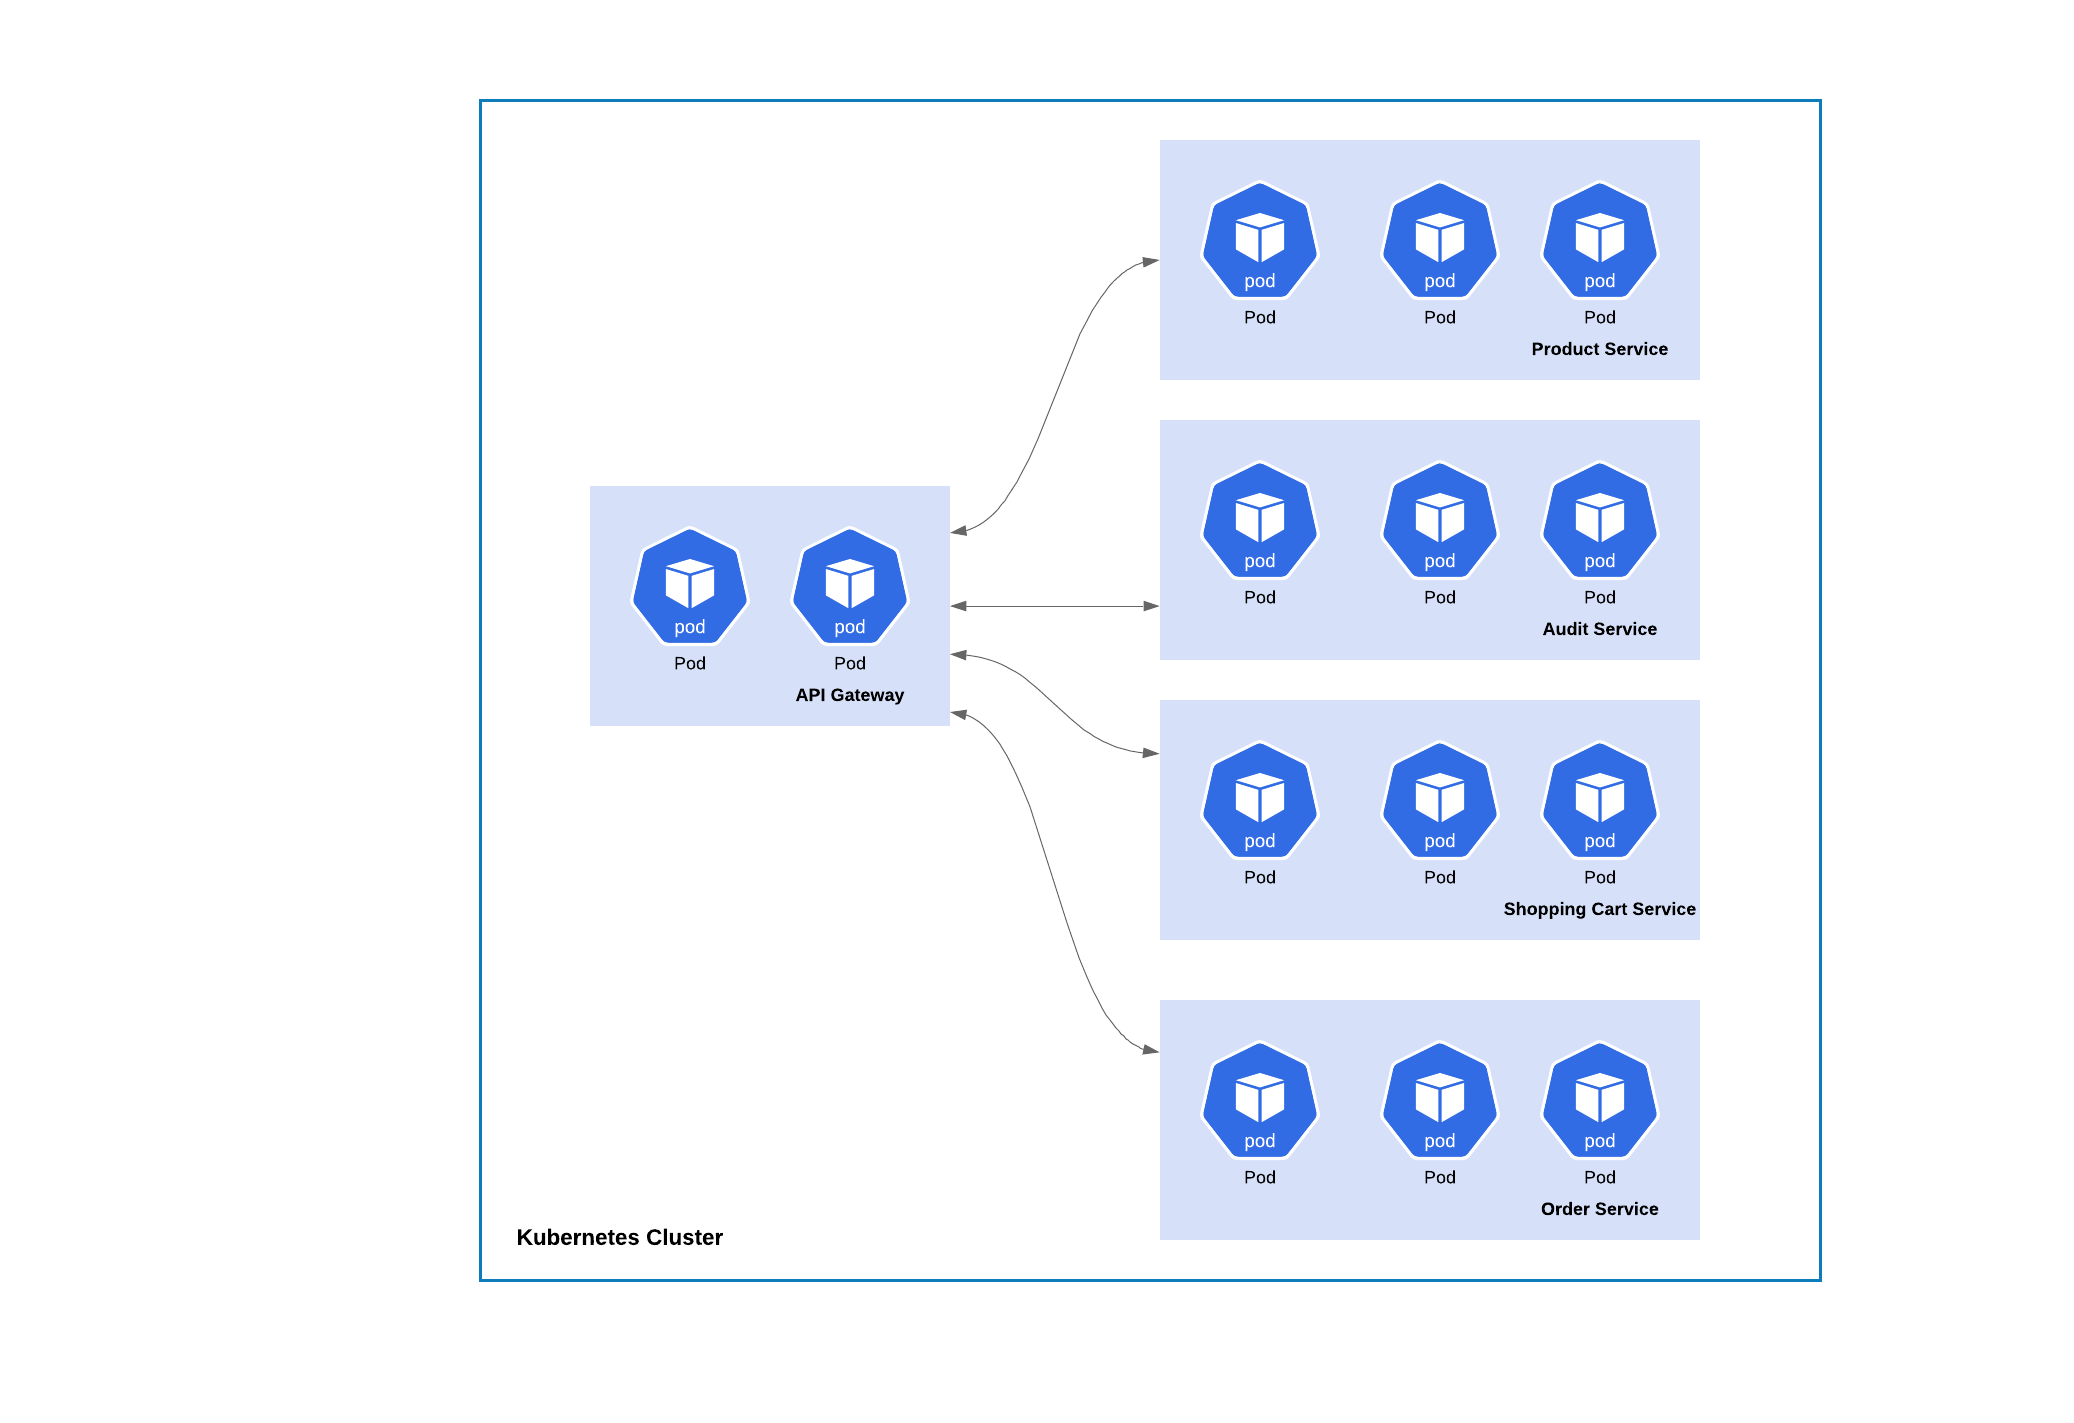 pod pod pod
Pod Pod Pod
Product Service
pod pod pod
Pod Pod Pod
Audit Service
pod pod
Pod Pod
API Gateway
pod pod pod
Pod Pod Pod
Shopping Cart Service
pod pod pod
Pod Pod Pod
Order Service
Kubernetes Cluster